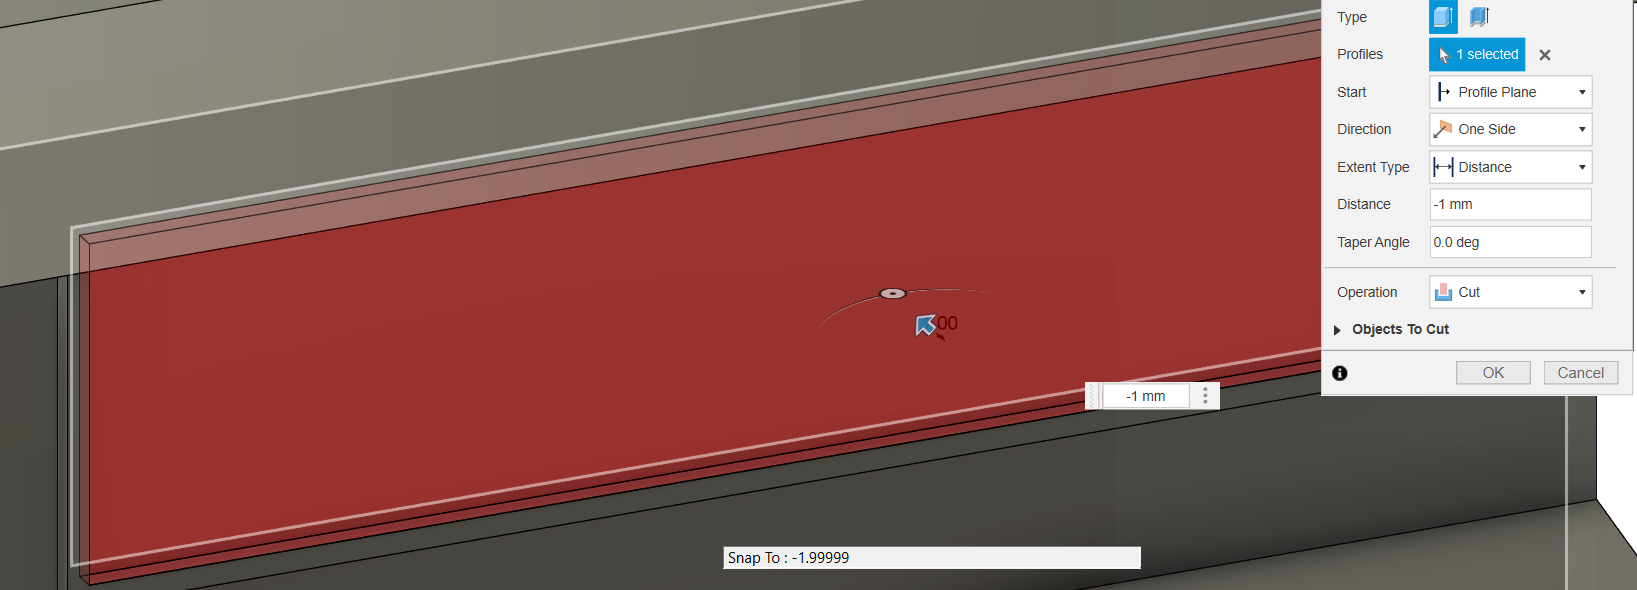 Type
Profiles 1 selected
Start Profile Plane
Direction One Side
Extent Type Distance
Distance -1 mm
Taper Angle 0.0 deg
Operation Cut
Objects To Cut
OK Cancel
00
-1 mm
Snap To : -1.99999